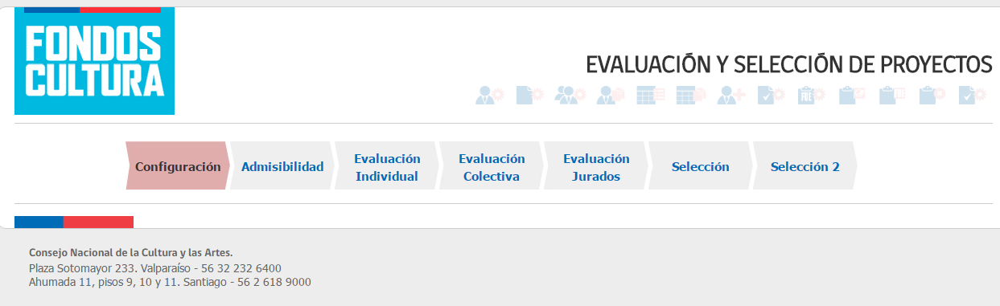 FONDOS
CULTURA
EVALUACIÓN Y SELECCIÓN DE PROYECTOS
FUE
Configuración
Admisibilidad
Evaluación
Individual
Evaluación
Colectiva
Evaluación
Jurados
Selección
Selección 2
Consejo Nacional de la Cultura y las Artes.
Plaza Sotomayor 233. Valparaíso - 56 32 232 6400
Ahumada 11, pisos 9, 10 y 11. Santiago - 56 2 618 9000